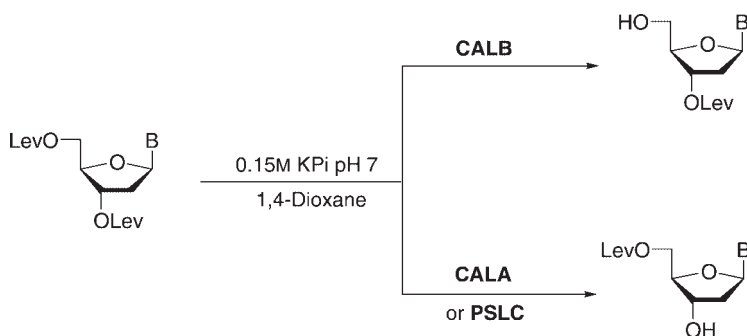 HO
O
B
OLev
CALB
LevO
O
B
OLev
0.15M KPi pH 7
1,4-Dioxane
CALA
or PSLC
LevO
O
B
OH